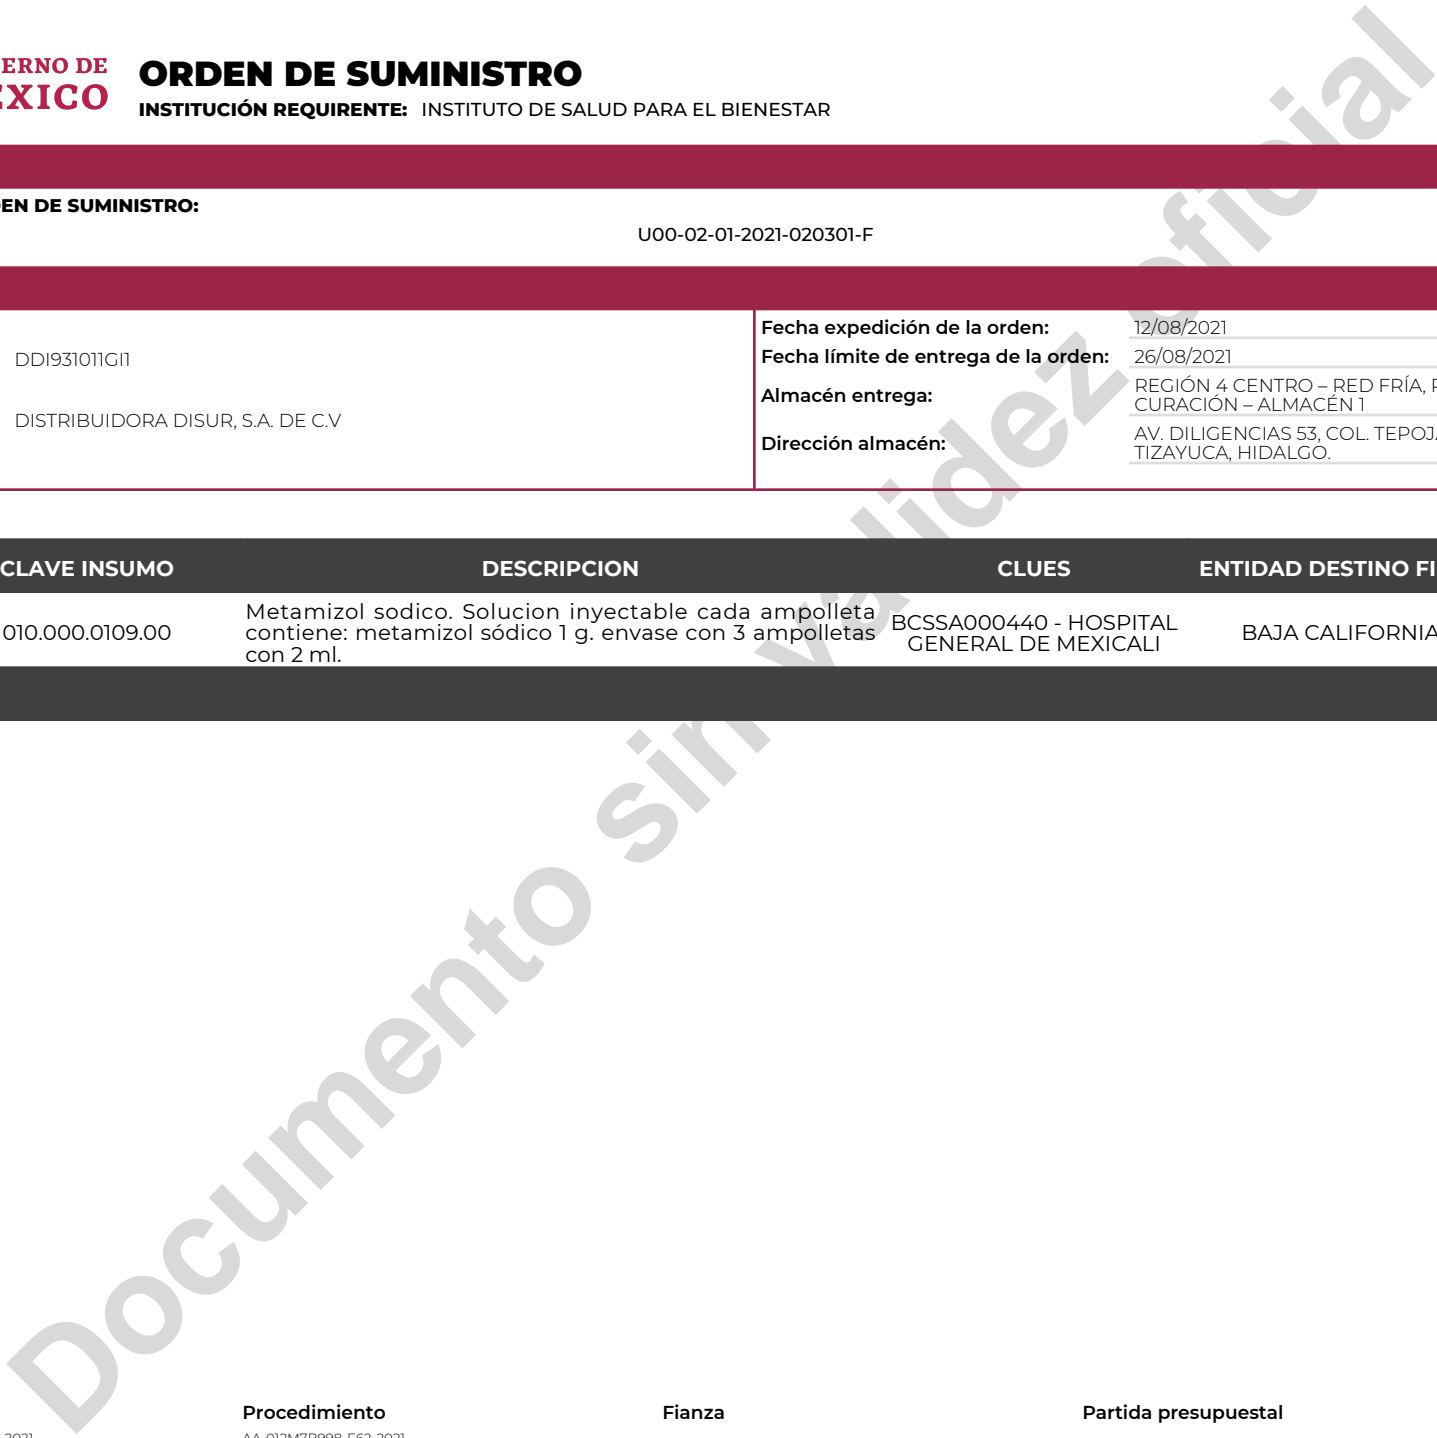 ERNO DE
EXICO
ORDEN DE SUMINISTRO
INSTITUCIÓN REQUIRENTE: INSTITUTO DE SALUD PARA EL BIENESTAR
EN DE SUMINISTRO:
U00-02-01-2021-020301-F
DDI931011GI1
DISTRIBUIDORA DISUR, S.A. DE C.V
Fecha expedición de la orden: 12/08/2021
Fecha límite de entrega de la orden: 26/08/2021
Almacén entrega: REGIÓN 4 CENTRO – RED FRÍA,
CURACIÓN – ALMACÉN 1
Dirección almacén: AV. DILIGENCIAS 53, COL. TEPOJ
TIZAYUCA, HIDALGO.
CLAVE INSUMO DESCRIPCION CLUES ENTIDAD DESTINO FI
010.000.0109.00
Metamizol sodico. Solucion inyectable cada ampolleta
contiene: metamizol sódico 1 g. envase con 3 ampolletas
con 2 ml.
BCSSA000440 - HOSPITAL
GENERAL DE MEXICALI
BAJA CALIFORNIA
Documento sin validez oficial
Procedimiento Fianza Partida presupuestal